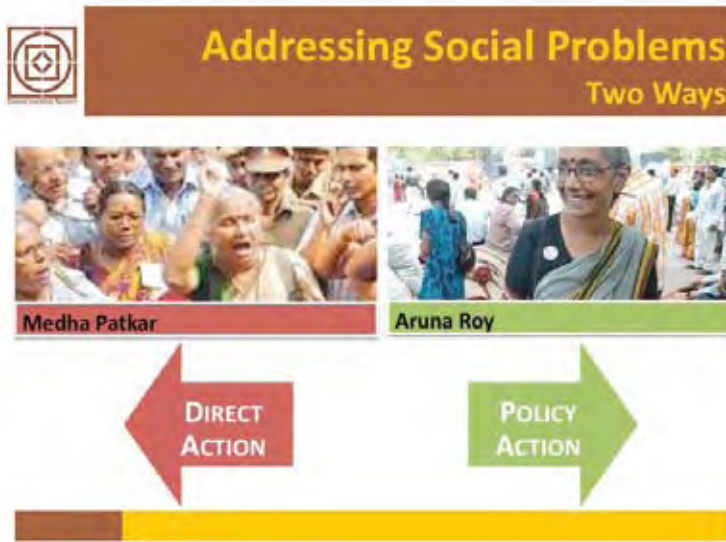 Addressing Social Problems
Two Ways
Medha Patkar
Aruna Roy
DIRECT
ACTION
POLICY
ACTION